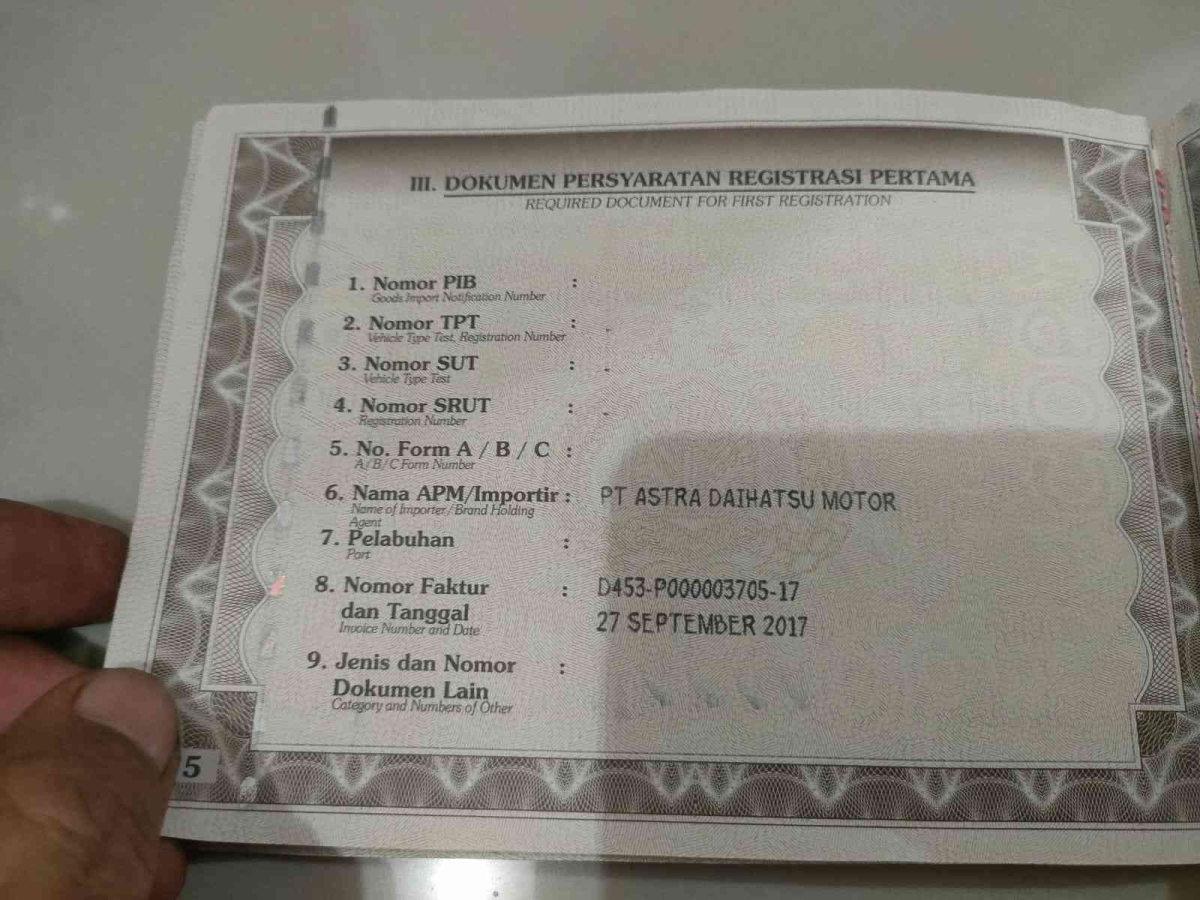 III. DOKUMEN PERSYARATAN REGISTRASI PERTAMA
REQUIRED DOCUMENT FOR FIRST REGISTRATION
1. Nomor PIB :
Goods Import Notification Number
2. Nomor TPT : -
Vehicle Type Test, Registration Number
3. Nomor SUT : -
Vehicle Type Test
4. Nomor SRUT : -
Registration Number
5. No. Form A / B / C :
A / B / C Form Number
6. Nama APM/Importir : PT ASTRA DAIHATSU MOTOR
Name of Importer / Brand Holding
Agent
7. Pelabuhan :
Port
8. Nomor Faktur : D453-P000003705-17
dan Tanggal 27 SEPTEMBER 2017
Invoice Number and Date
9. Jenis dan Nomor :
Dokumen Lain
Category and Numbers of Other
5